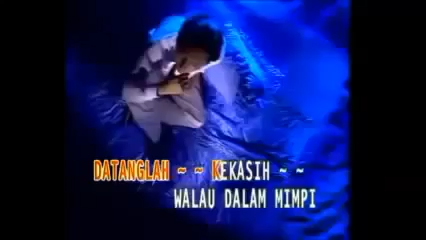 DATANGLAH ~ ~ KEKASIH ~ ~
WALAU DALAM MIMPI